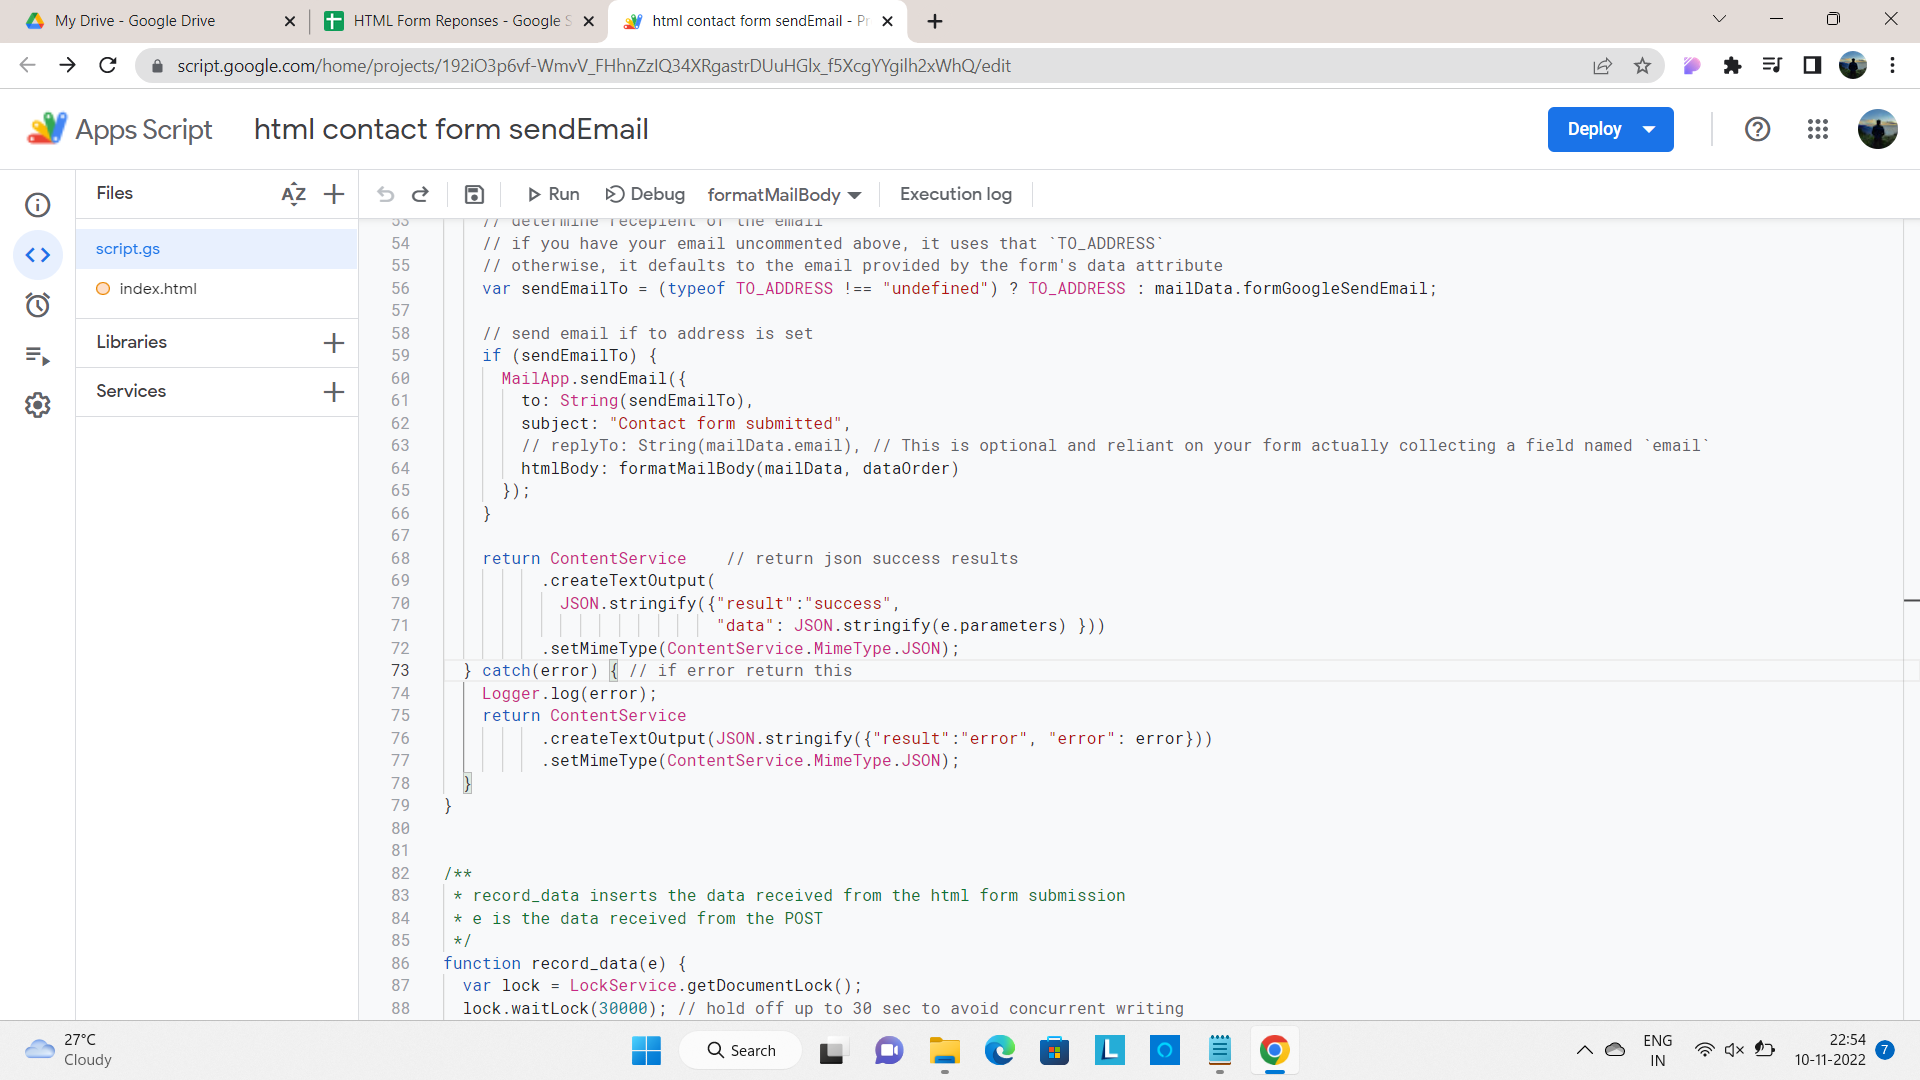 My Drive - Google Drive
HTML Form Reponses - Google S
html contact form sendEmail - Pr
script.google.com/home/projects/192iO3p6vf-WmvV_FHhnZzIQ34XRgastrDUuHGlx_f5XcgYYgilh2xWhQ/edit
Apps Script
html contact form sendEmail
Deploy
Files
AZ
Run
Debug
formatMailBody
Execution log
script.gs
index.html
Libraries
Services
53 // determine recepient of the email
54 // if you have your email uncommented above, it uses that `TO_ADDRESS`
55 // otherwise, it defaults to the email provided by the form's data attribute
56 var sendEmailTo = (typeof TO_ADDRESS !== "undefined") ? TO_ADDRESS : mailData.formGoogleSendEmail;
57
58 // send email if to address is set
59 if (sendEmailTo) {
60 MailApp.sendEmail({
61 to: String(sendEmailTo),
62 subject: "Contact form submitted",
63 // replyTo: String(mailData.email), // This is optional and reliant on your form actually collecting a field named `email`
64 htmlBody: formatMailBody(mailData, dataOrder)
65 });
66 }
67
68 return ContentService // return json success results
69 .createTextOutput(
70 JSON.stringify({"result":"success",
71 "data": JSON.stringify(e.parameters) }))
72 .setMimeType(ContentService.MimeType.JSON);
73 } catch(error) { // if error return this
74 Logger.log(error);
75 return ContentService
76 .createTextOutput(JSON.stringify({"result":"error", "error": error}))
77 .setMimeType(ContentService.MimeType.JSON);
78 }
79 }
80
81
82 /**
83 * record_data inserts the data received from the html form submission
84 * e is the data received from the POST
85 */
86 function record_data(e) {
87 var lock = LockService.getDocumentLock();
88 lock.waitLock(30000); // hold off up to 30 sec to avoid concurrent writing
27°C
Cloudy
Search
L
ENG
IN
22:54
10-11-2022
7